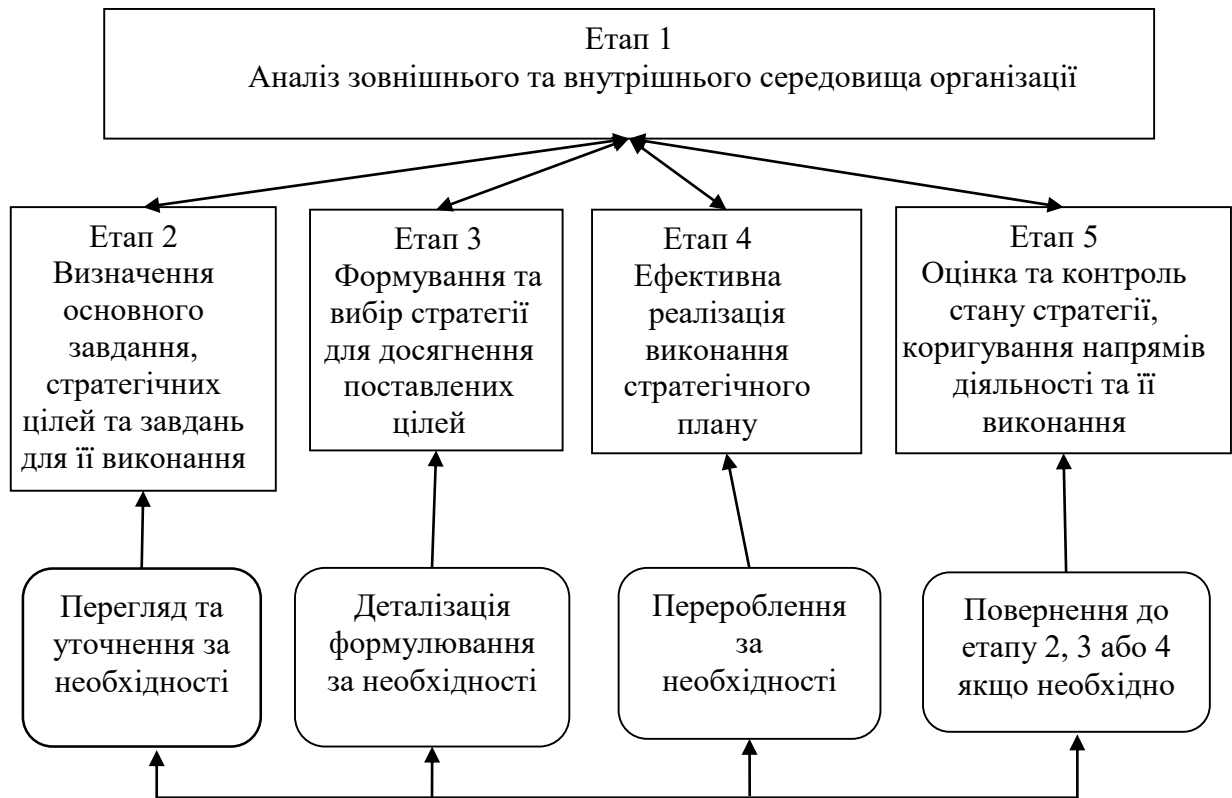 Етап 1
Аналіз зовнішнього та внутрішнього середовища організації
Етап 2
Визначення
основного
завдання,
стратегічних
цілей та завдань
для її виконання
Етап 3
Формування та
вибір стратегії
для досягнення
поставлених
цілей
Етап 4
Ефективна
реалізація
виконання
стратегічного
плану
Етап 5
Оцінка та контроль
стану стратегії,
коригування напрямів
діяльності та її
виконання
Перегляд та
уточнення за
необхідності
Деталізація
формулювання
за необхідності
Перероблення
за
необхідності
Повернення до
етапу 2, 3 або 4
якщо необхідно